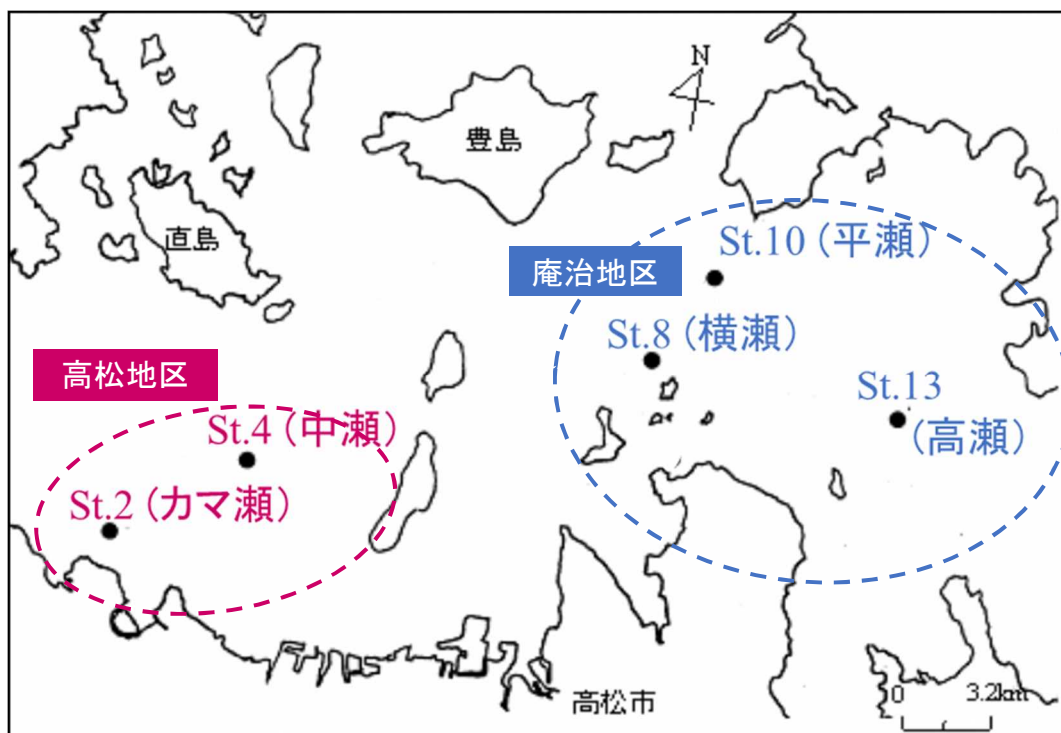 N
豊島
直島
St.10 (平瀬)
庵治地区
St.8 (横瀬)
高松地区
St.13
(高瀬)
St.4 (中瀬)
St.2 (カマ瀬)
高松市
0 3.2km